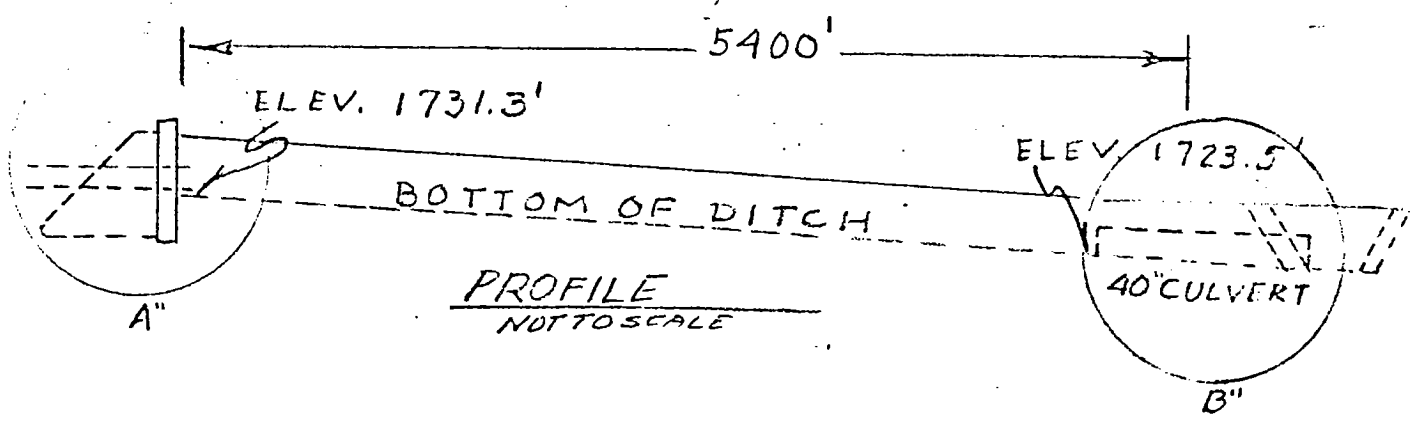 5400'
ELEV. 1731.3'
ELEV. 1723.5'
BOTTOM OF DITCH
40" CULVERT
PROFILE
NOT TO SCALE
A"
B"